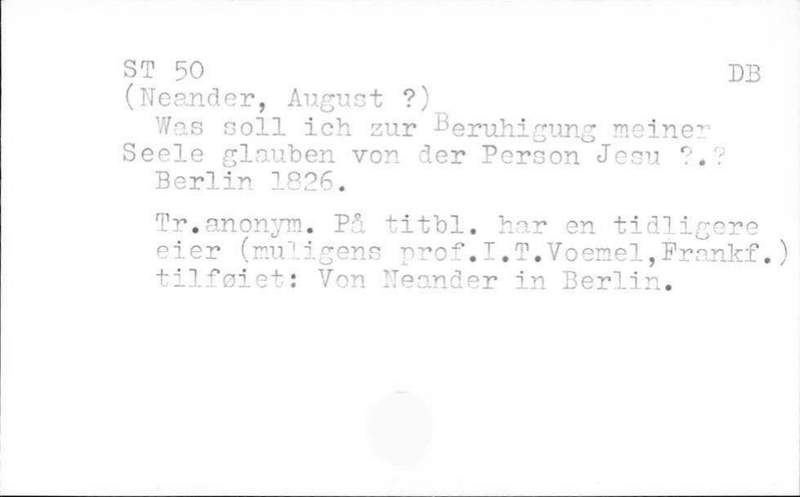 ST 50 DB
(Neander, August ?)
Was soll ich zur Beruhigung meiner
Seele glauben von der Person Jesu ?.?
Berlin 1826.
Tr.anonym. På titbl. har en tidligere
eier (muligens prof.I.T.Voemel,Frankf.)
tilføiet: Von Neander in Berlin.